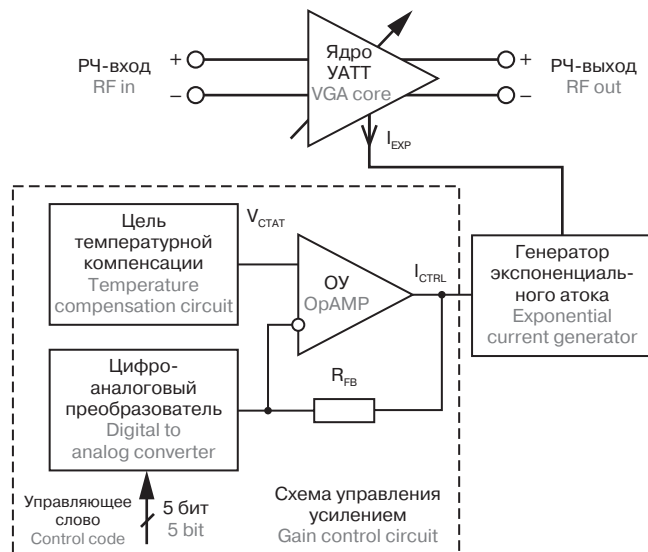 РЧ-вход
RF in
+
−
Ядро
УАТТ
VGA core
+
−
РЧ-выход
RF out
I_EXP
Цель
температурной
компенсации
Temperature
compensation circuit
V_CTAT
ОУ
OpAMP
I_CTRL
Генератор
экспоненциаль-
ного атока
Exponential
current generator
Цифро-
аналоговый
преобразователь
Digital to
analog converter
R_FB
Управляющее
слово
Control code
5 бит
5 bit
Схема управления
усилением
Gain control circuit